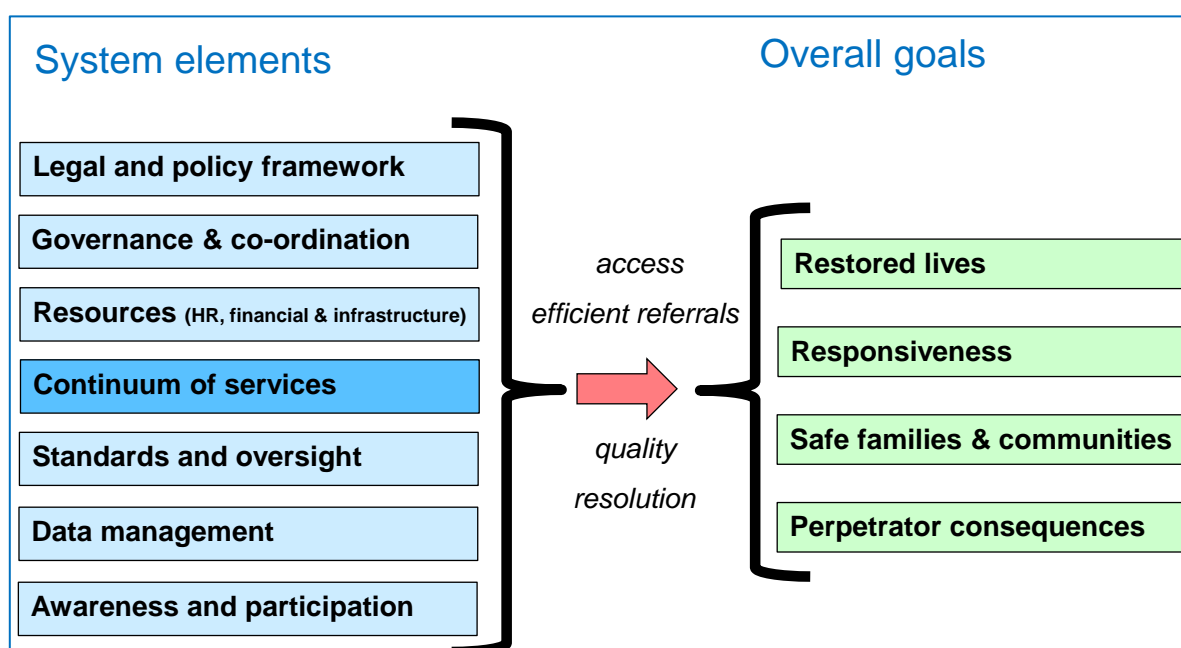 System elements
Overall goals
Legal and policy framework
Governance & co-ordination
Resources (HR, financial & infrastructure)
Continuum of services
Standards and oversight
Data management
Awareness and participation
access
efficient referrals
quality
resolution
Restored lives
Responsiveness
Safe families & communities
Perpetrator consequences